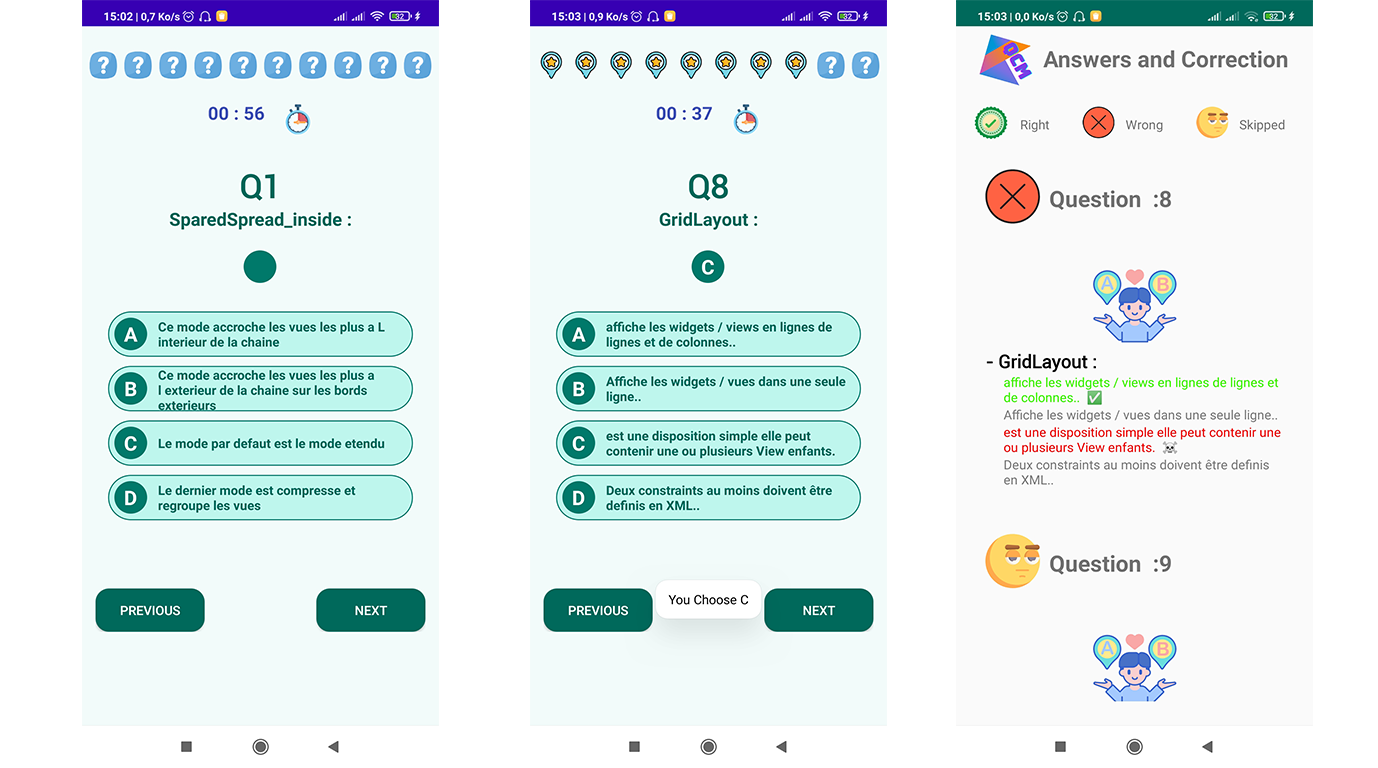 15:02 | 0,7 Ko/s
82
? ? ? ? ? ? ? ? ? ?
00 : 56
Q1
SparedSpread_inside :
A
Ce mode accroche les vues les plus a L
interieur de la chaine
B
Ce mode accroche les vues les plus a
l exterieur de la chaine sur les bords
exterieurs
C
Le mode par defaut est le mode etendu
D
Le dernier mode est compresse et
regroupe les vues
PREVIOUS
NEXT
15:03 | 0,9 Ko/s
82
? ?
00 : 37
Q8
GridLayout :
C
A
affiche les widgets / views en lignes de
lignes et de colonnes..
B
Affiche les widgets / vues dans une seule
ligne..
C
est une disposition simple elle peut
contenir une ou plusieurs View enfants.
D
Deux constraints au moins doivent être
definis en XML..
PREVIOUS
You Choose C
NEXT
15:03 | 0,0 Ko/s
82
QCM
Answers and Correction
Right
Wrong
Skipped
Question :8
A B
- GridLayout :
affiche les widgets / views en lignes de lignes et
de colonnes.. ✅
Affiche les widgets / vues dans une seule ligne..
est une disposition simple elle peut contenir une
ou plusieurs View enfants. ☠
Deux constraints au moins doivent être definis
en XML..
Question :9
A B